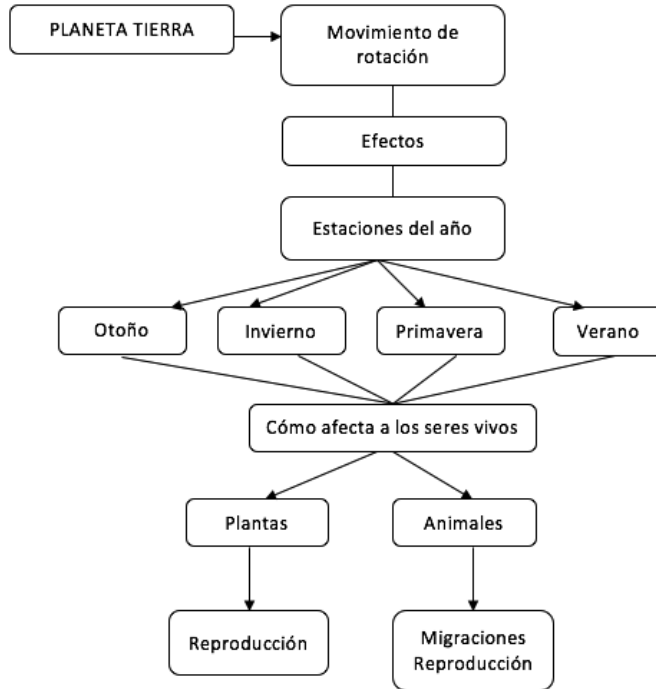 PLANETA TIERRA
Movimiento de
rotación
Efectos
Estaciones del año
Otoño
Invierno
Primavera
Verano
Cómo afecta a los seres vivos
Plantas
Animales
Reproducción
Migraciones
Reproducción